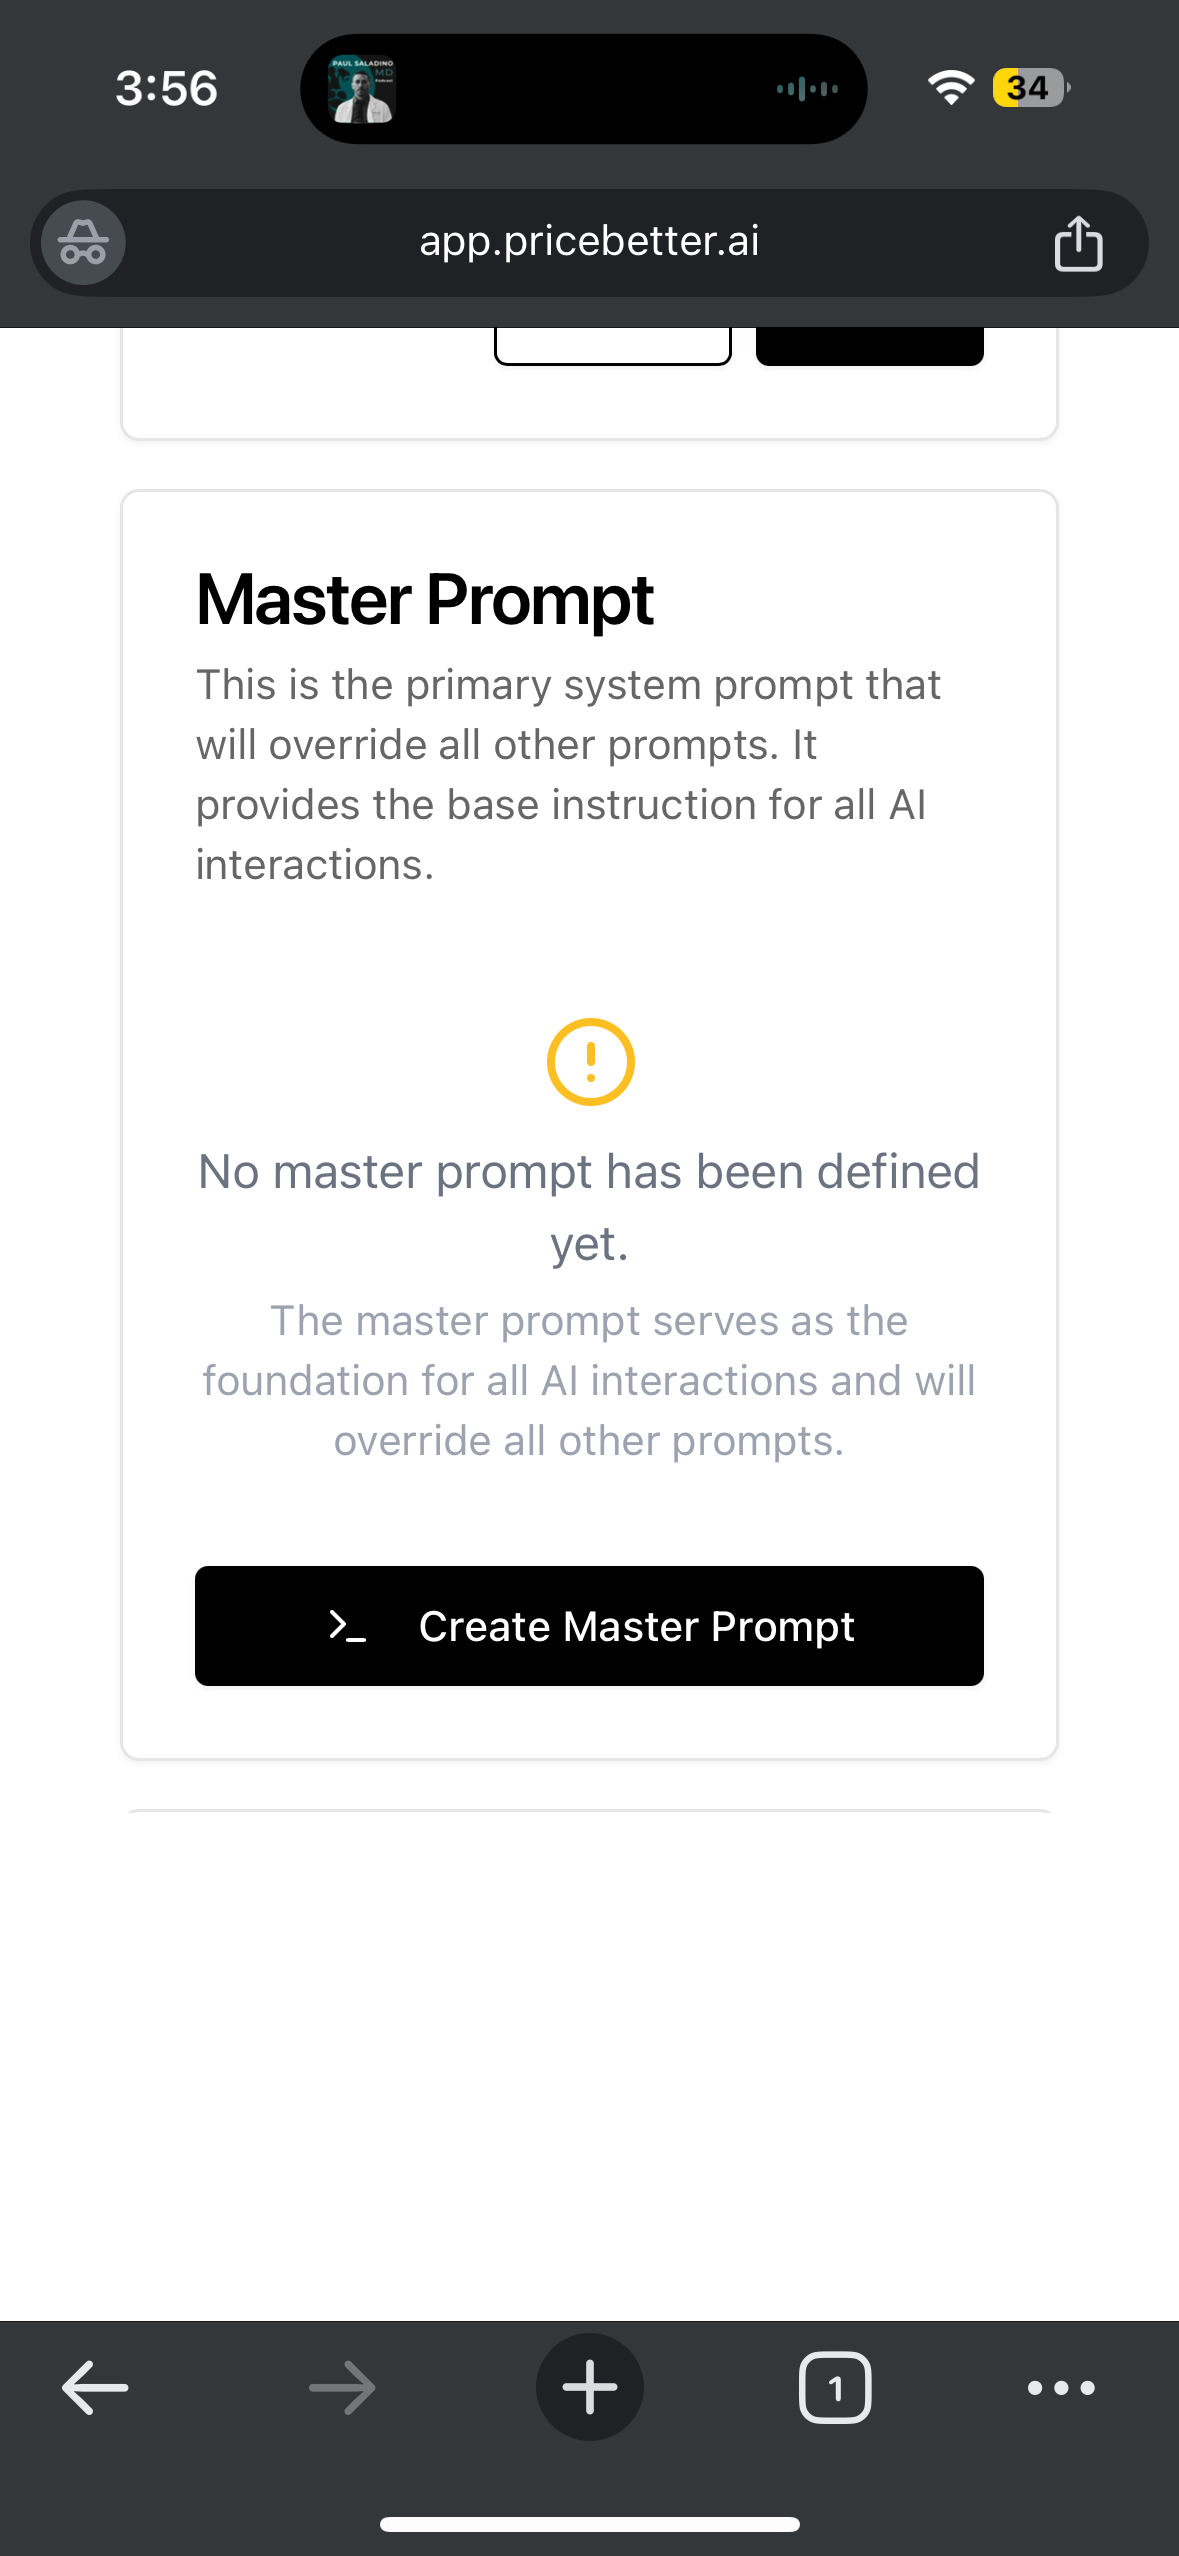 3:56
PAUL SALADINO
MD
34
app.pricebetter.ai
Master Prompt
This is the primary system prompt that
will override all other prompts. It
provides the base instruction for all AI
interactions.
No master prompt has been defined
yet.
The master prompt serves as the
foundation for all AI interactions and will
override all other prompts.
>_ Create Master Prompt
1